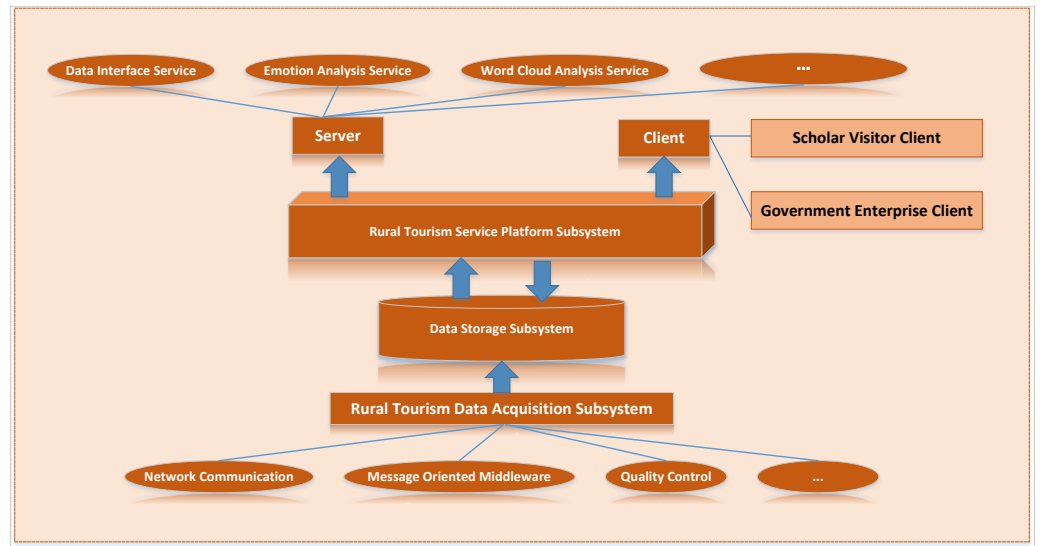 Data Interface Service
Emotion Analysis Service
Word Cloud Analysis Service
...
Server
Client
Scholar Visitor Client
Government Enterprise Client
Rural Tourism Service Platform Subsystem
Data Storage Subsystem
Rural Tourism Data Acquisition Subsystem
Network Communication
Message Oriented Middleware
Quality Control
...